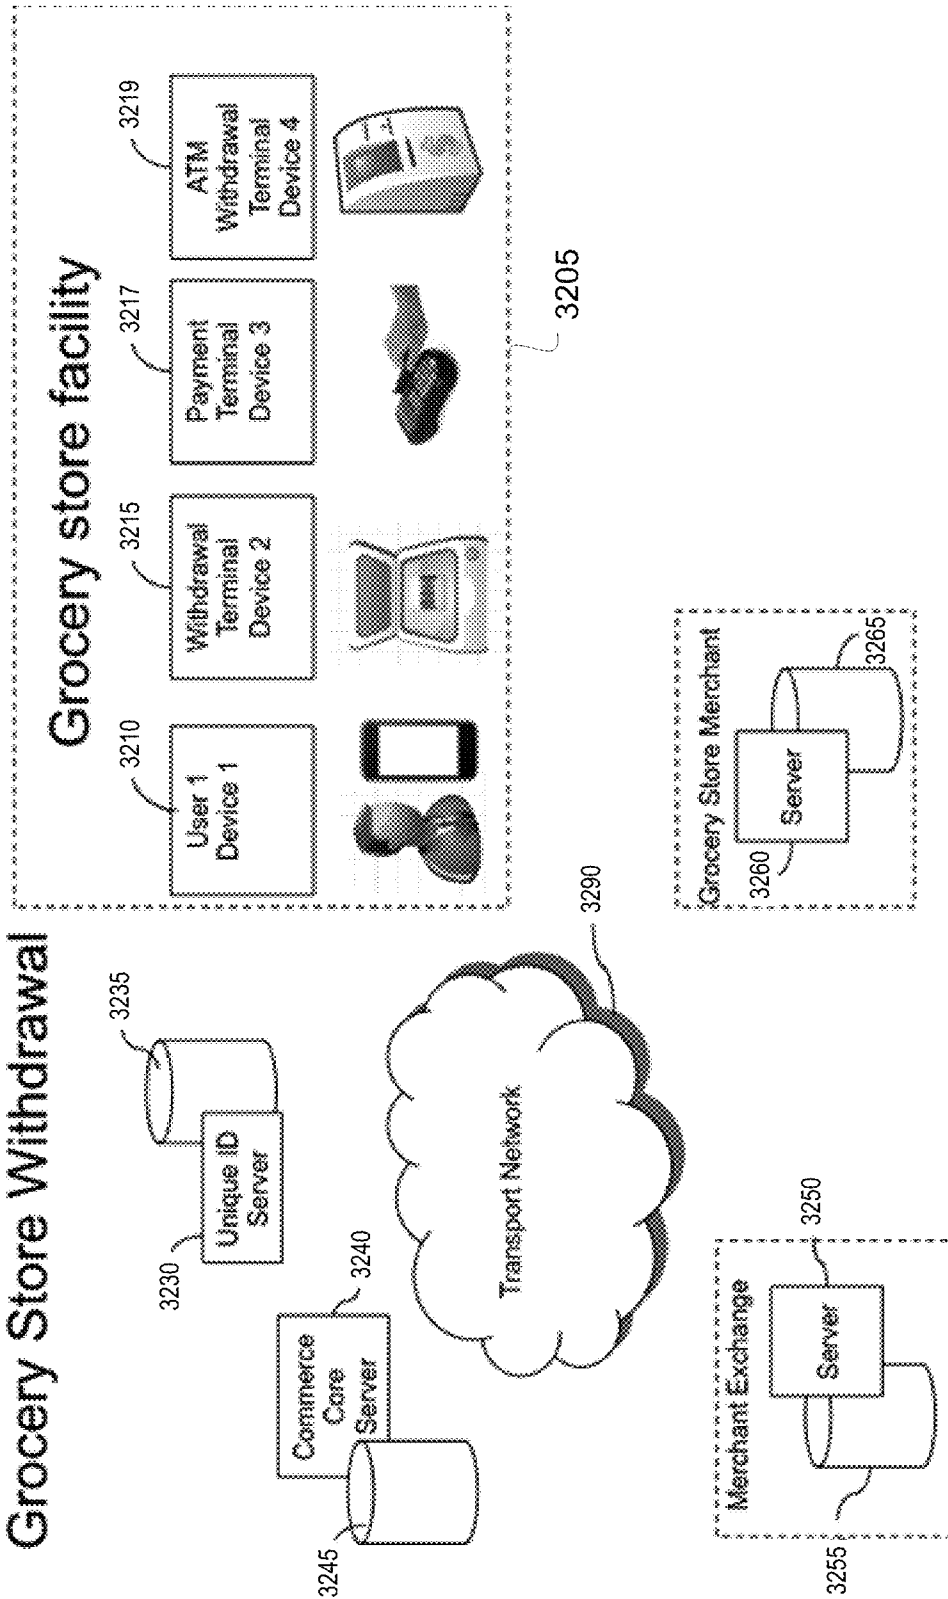 Grocery Store Withdrawal
Grocery store facility
3210
User 1
Device 1
3215
Withdrawal
Terminal
Device 2
3217
Payment
Terminal
Device 3
3219
ATM
Withdrawal
Terminal
Device 4
3205
3235
3230
Unique ID
Server
3240
Commerce
Core
Server
3245
Transport Network
3290
Merchant Exchange
3250
Server
3255
Grocery Store Merchant
3260
Server
3265